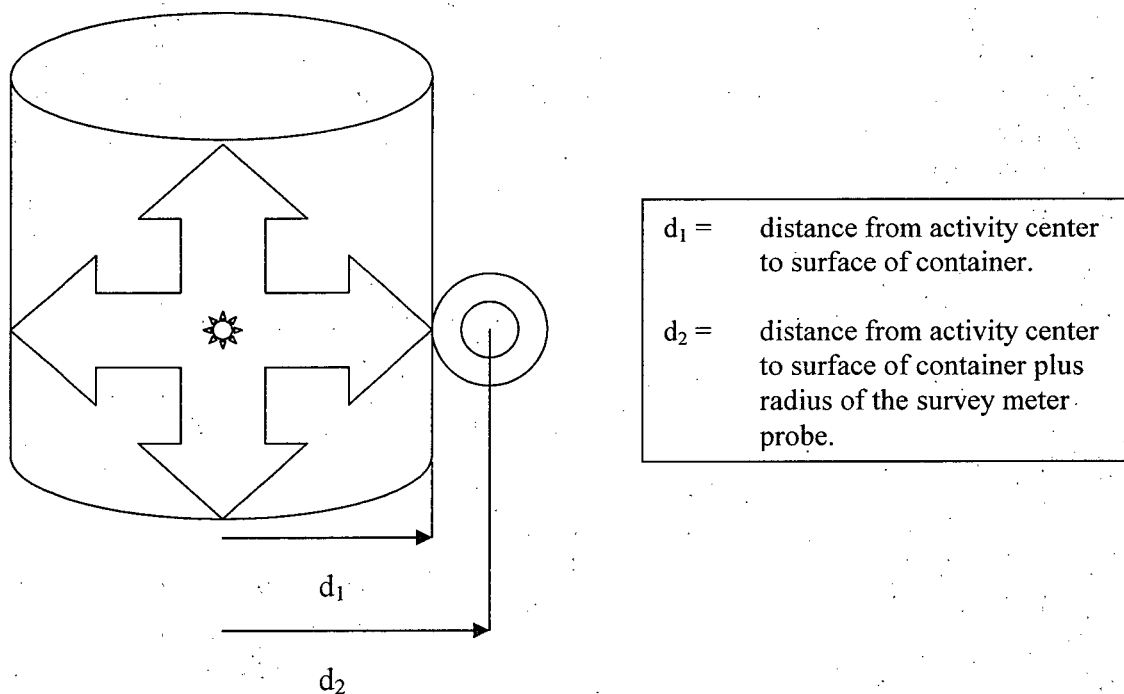 d₁ = distance from activity center
to surface of container.
d₂ = distance from activity center
to surface of container plus
radius of the survey meter
probe.
d₁
d₂